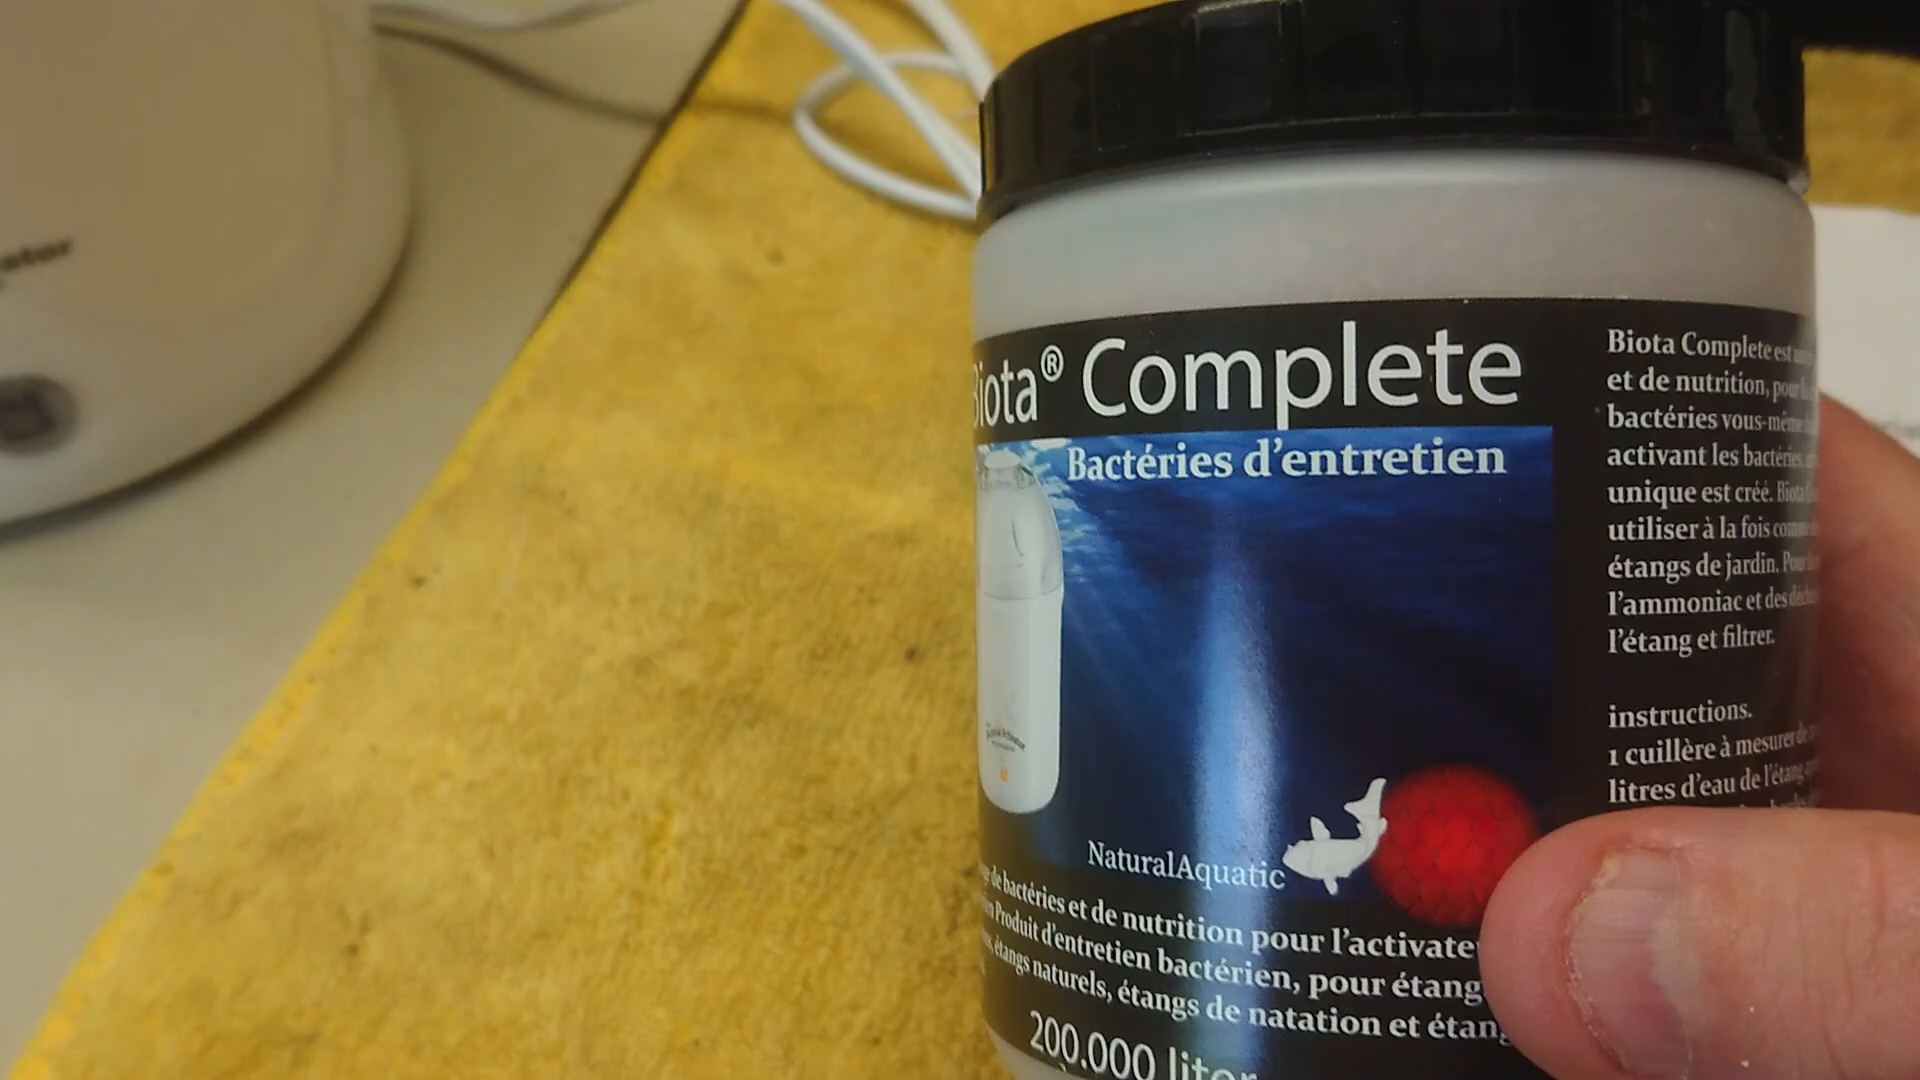 Biota® Complete
Bactéries d'entretien
NaturalAquatic
de bactéries et de nutrition pour l'activate
Produit d'entretien bactérien, pour étang
étangs naturels, étangs de natation et étang
200.000 liter
Biota Complete est
et de nutrition, pour
bactéries vous-même
activant les bactéries,
unique est créé. Biota
utiliser à la fois
étangs de jardin.
l'ammoniac et des
l'étang et filtrer.
instructions.
1 cuillère à mesurer de
litres d'eau de l'étang